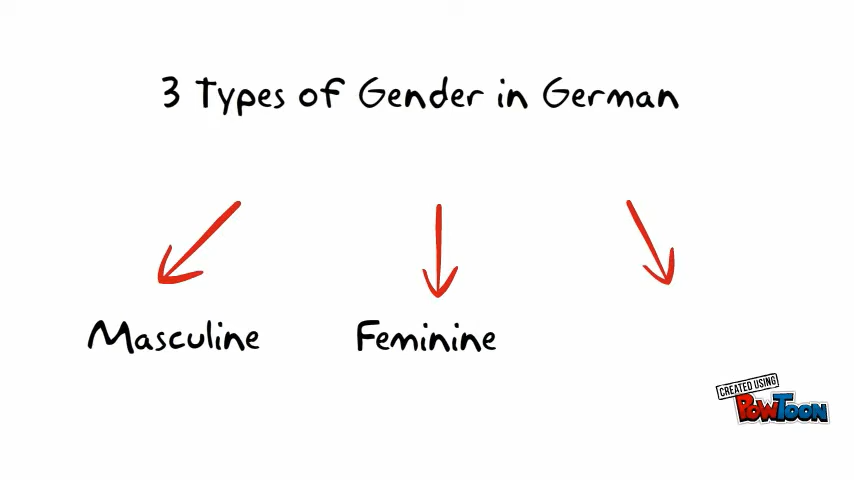 3 Types of Gender in German
Masculine
Feminine
CREATED USING
POWTOON